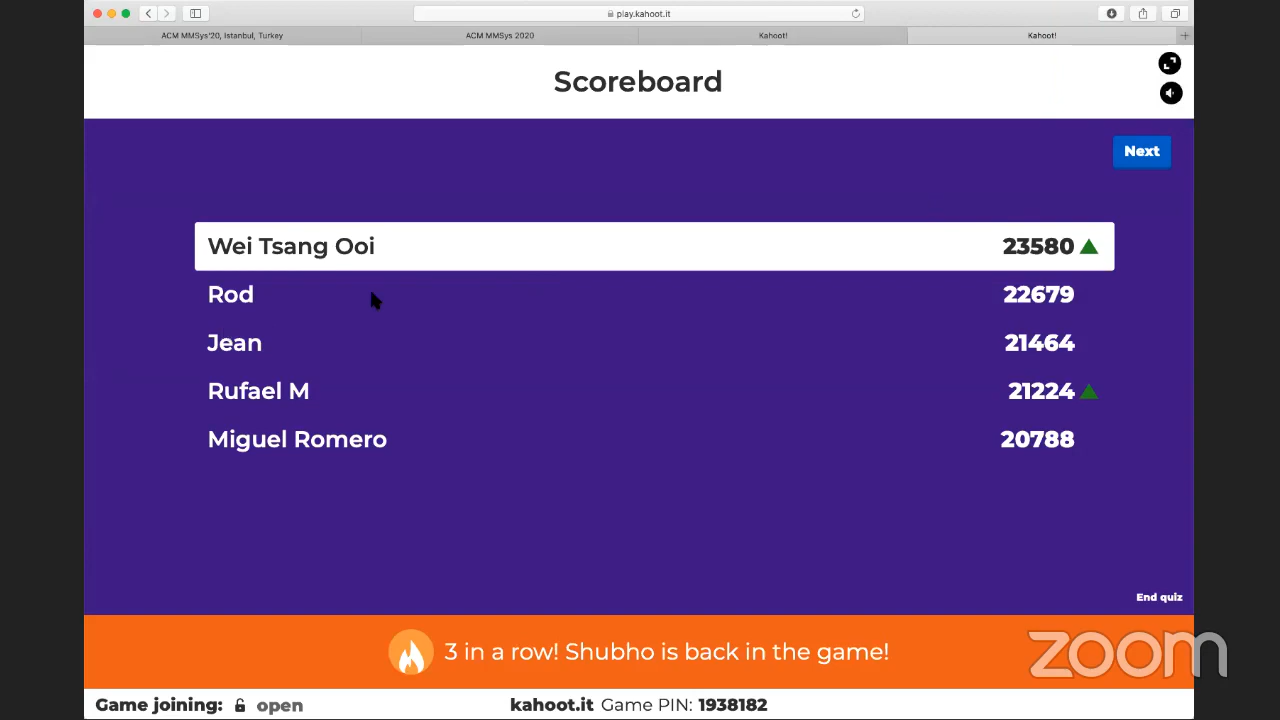 play.kahoot.it
ACM MMSys'20, Istanbul, Turkey
ACM MMSys 2020
Kahoot!
Kahoot!
Scoreboard
Next
Wei Tsang Ooi 23580
Rod 22679
Jean 21464
Rufael M 21224
Miguel Romero 20788
End quiz
3 in a row! Shubho is back in the game!
zoom
Game joining: open
kahoot.it Game PIN: 1938182